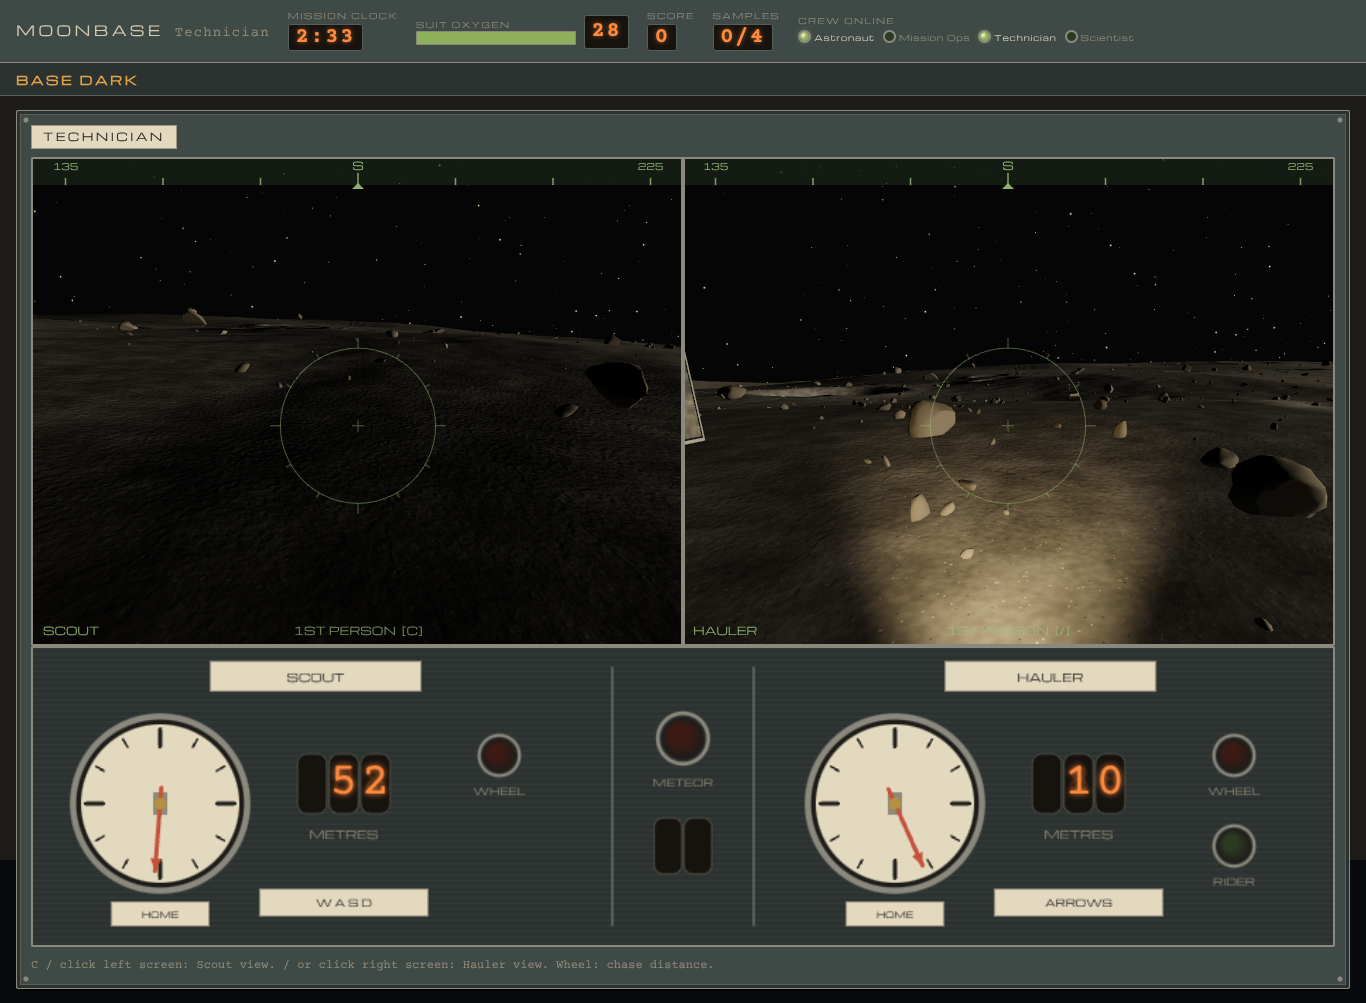 MOONBASE Technician
MISSION CLOCK
2:33
SUIT OXYGEN
28
SCORE
0
SAMPLES
0/4
CREW ONLINE
Astronaut Mission Ops Technician Scientist
BASE DARK
TECHNICIAN
135 S 225
135 S 225
SCOUT 1ST PERSON [C]
HAULER 1ST PERSON [/]
SCOUT
52
METRES
WHEEL
HOME
WASD
METEOR
HAULER
10
METRES
WHEEL
RIDER
HOME
ARROWS
C / click left screen: Scout view. / or click right screen: Hauler view. Wheel: chase distance.